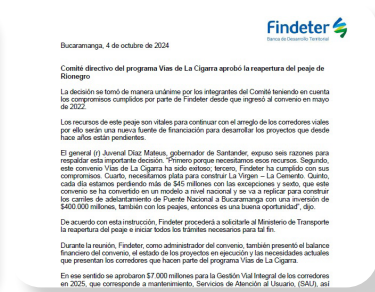 Findeter
Banca de Desarrollo Territorial
Bucaramanga, 4 de octubre de 2024
Comité directivo del programa Vías de La Cigarra aprobó la reapertura del peaje de
Rionegro
La decisión se tomó de manera unánime por los integrantes del Comité teniendo en cuenta
los compromisos cumplidos por parte de Findeter desde que ingresó al convenio en mayo
de 2022.
Los recursos de este peaje son vitales para continuar con el arreglo de los corredores viales
por ello serán una nueva fuente de financiación para desarrollar los proyectos que desde
hace años están pendientes.
El general (r) Juvenal Díaz Mateus, gobernador de Santander, expuso seis razones para
respaldar esta importante decisión. "Primero porque necesitamos esos recursos. Segundo,
este convenio Vías de La Cigarra ha sido exitoso; tercero, Findeter ha cumplido con sus
compromisos. Cuarto, necesitamos plata para construir La Virgen – La Cemento. Quinto,
cada día estamos perdiendo más de $45 millones con las excepciones y sexto, que este
convenio se ha convertido en un modelo a nivel nacional y se va a replicar para construir
los carriles de adelantamiento de Puente Nacional a Bucaramanga con una inversión de
$400.000 millones, también con los peajes, entonces es una buena oportunidad", dijo.
De acuerdo con esta instrucción, Findeter procederá a solicitarle al Ministerio de Transporte
la reapertura del peaje e iniciar todos los trámites necesarios para tal fin.
Durante la reunión, Findeter, como administrador del convenio, también presentó el balance
financiero del convenio, el estado de los proyectos en ejecución y las necesidades actuales
que presentan los corredores que hacen parte del programa Vías de La Cigarra.
En ese sentido se aprobaron $7.000 millones para la Gestión Vial Integral de los corredores
en 2025, que corresponde a mantenimiento, Servicios de Atención al Usuario, (SAU), así